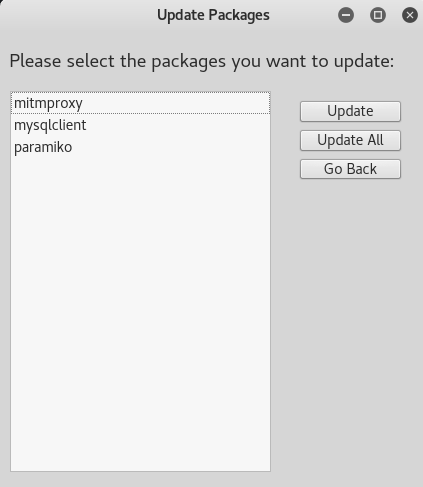 Update Packages
Please select the packages you want to update:
mitmproxy
mysqlclient
paramiko
Update
Update All
Go Back